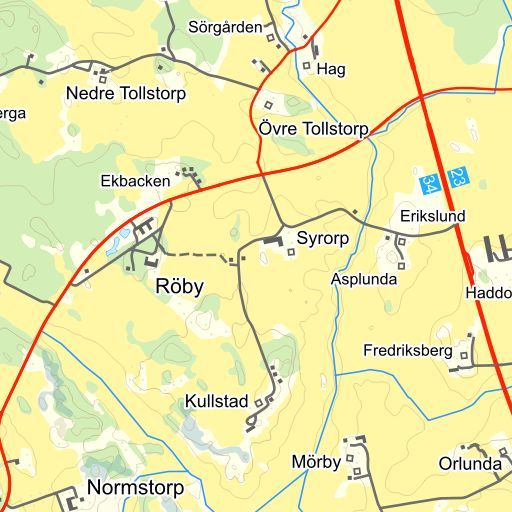 Sörgården
Hag
Nedre Tollstorp
erga
Övre Tollstorp
Ekbacken
23
34
Erikslund
Syrorp
Asplunda
Röby
Haddo
Fredriksberg
Kullstad
Mörby
Orlunda
Normstorp